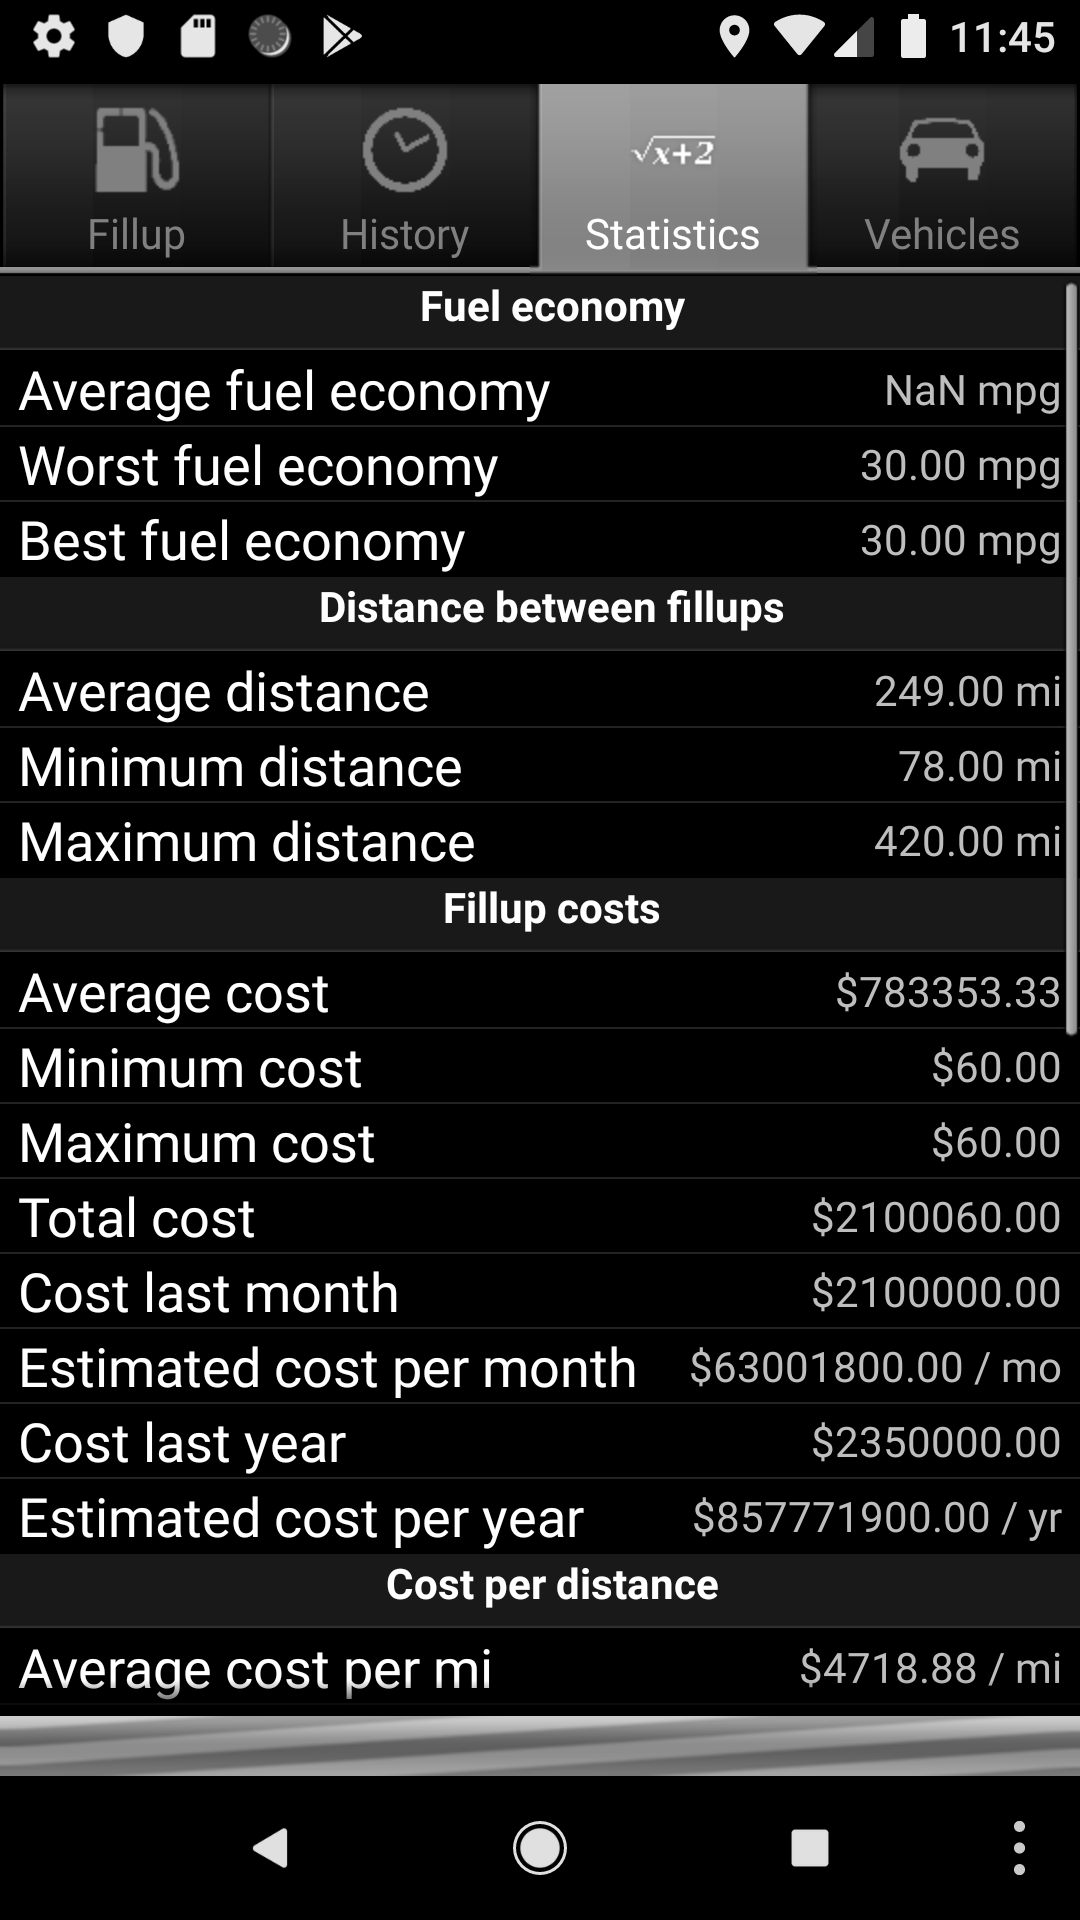 11:45
√x+2
Fillup History Statistics Vehicles
Fuel economy
Average fuel economy NaN mpg
Worst fuel economy 30.00 mpg
Best fuel economy 30.00 mpg
Distance between fillups
Average distance 249.00 mi
Minimum distance 78.00 mi
Maximum distance 420.00 mi
Fillup costs
Average cost $783353.33
Minimum cost $60.00
Maximum cost $60.00
Total cost $2100060.00
Cost last month $2100000.00
Estimated cost per month $63001800.00 / mo
Cost last year $2350000.00
Estimated cost per year $857771900.00 / yr
Cost per distance
Average cost per mi $4718.88 / mi